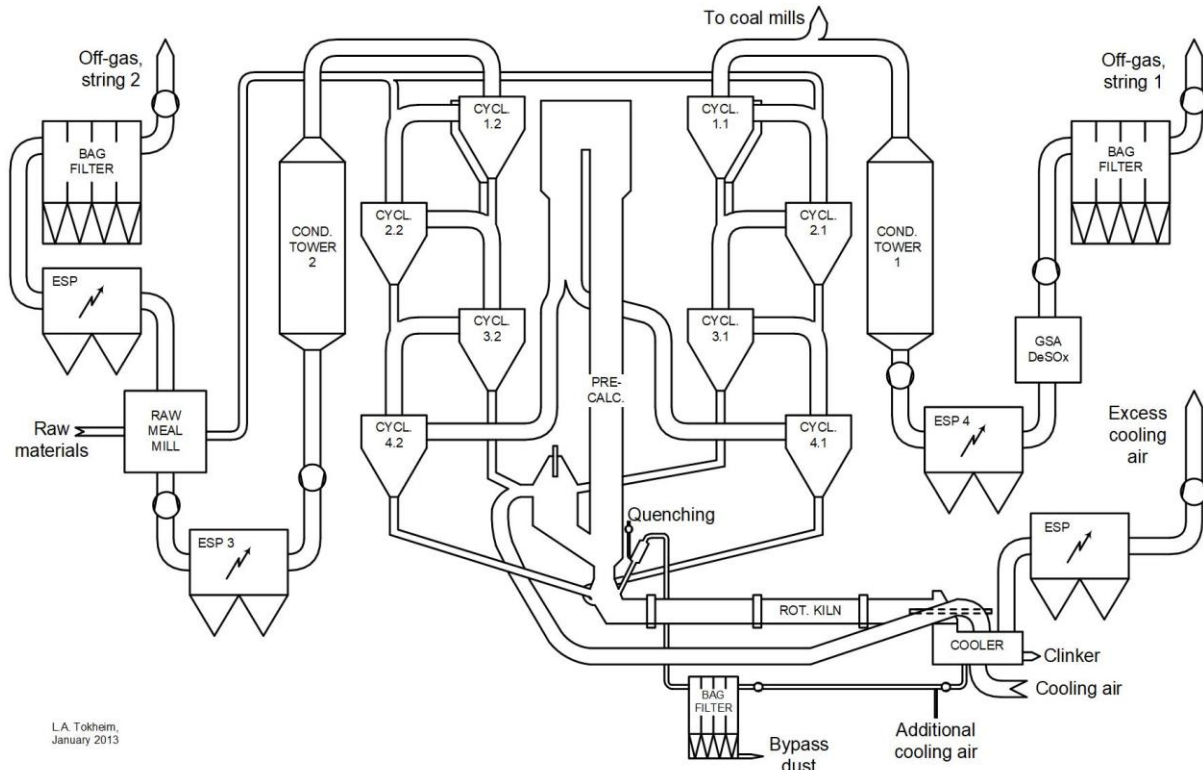 To coal mills
Off-gas,
string 2
Off-gas,
string 1
CYCL.
1.2
CYCL.
1.1
BAG
FILTER
BAG
FILTER
CYCL.
2.2
CYCL.
2.1
COND.
TOWER
2
COND.
TOWER
1
ESP
CYCL.
3.2
CYCL.
3.1
GSA
DeSOx
PRE-
CALC.
RAW
MEAL
MILL
Raw
materials
CYCL.
4.2
CYCL.
4.1
ESP 4
Excess
cooling
air
Quenching
ESP
ESP 3
ROT. KILN
COOLER
Clinker
Cooling air
BAG
FILTER
Additional
cooling air
Bypass
dust
L.A. Tokheim,
January 2013